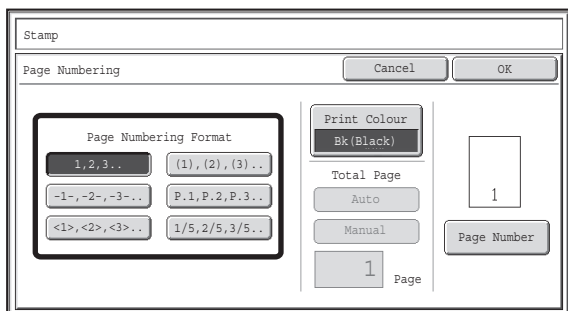 Stamp
Page Numbering
Cancel
OK
Page Numbering Format
1,2,3..
(1),(2),(3)..
-1-,-2-,-3-..
P.1,P.2,P.3..
<1>,<2>,<3>..
1/5,2/5,3/5..
Print Colour
Bk(Black)
Total Page
Auto
Manual
1
Page
1
Page Number